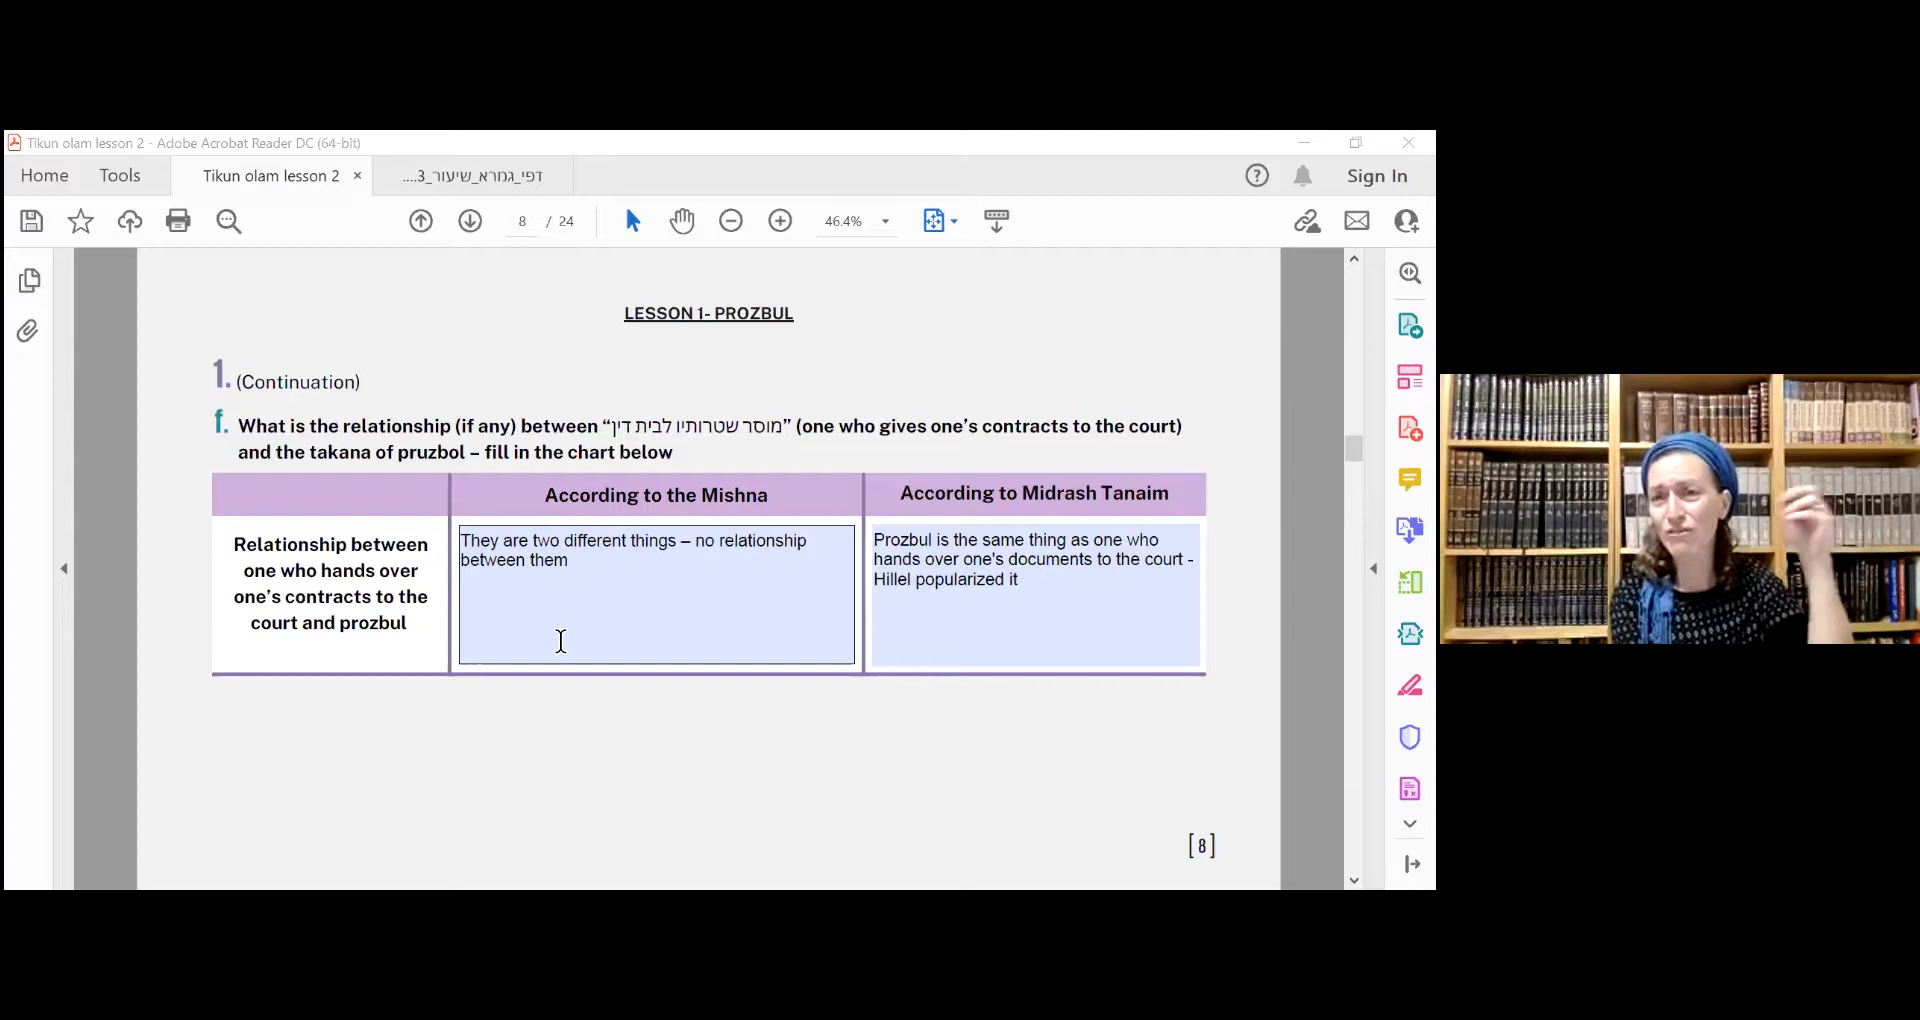 Tikun olam lesson 2 - Adobe Acrobat Reader DC (64-bit)
Home
Tools
Tikun olam lesson 2 ×
דפי_גמרא_שיעור_3....
Sign In
8 / 24
46.4%
LESSON 1- PROZBUL
1. (Continuation)
f. What is the relationship (if any) between “מוסר שטרותיו לבית דין” (one who gives one’s contracts to the court)
and the takana of pruzbol – fill in the chart below
According to the Mishna
According to Midrash Tanaim
Relationship between
one who hands over
one’s contracts to the
court and prozbul
They are two different things – no relationship
between them
Prozbul is the same thing as one who
hands over one's documents to the court -
Hillel popularized it
[8]